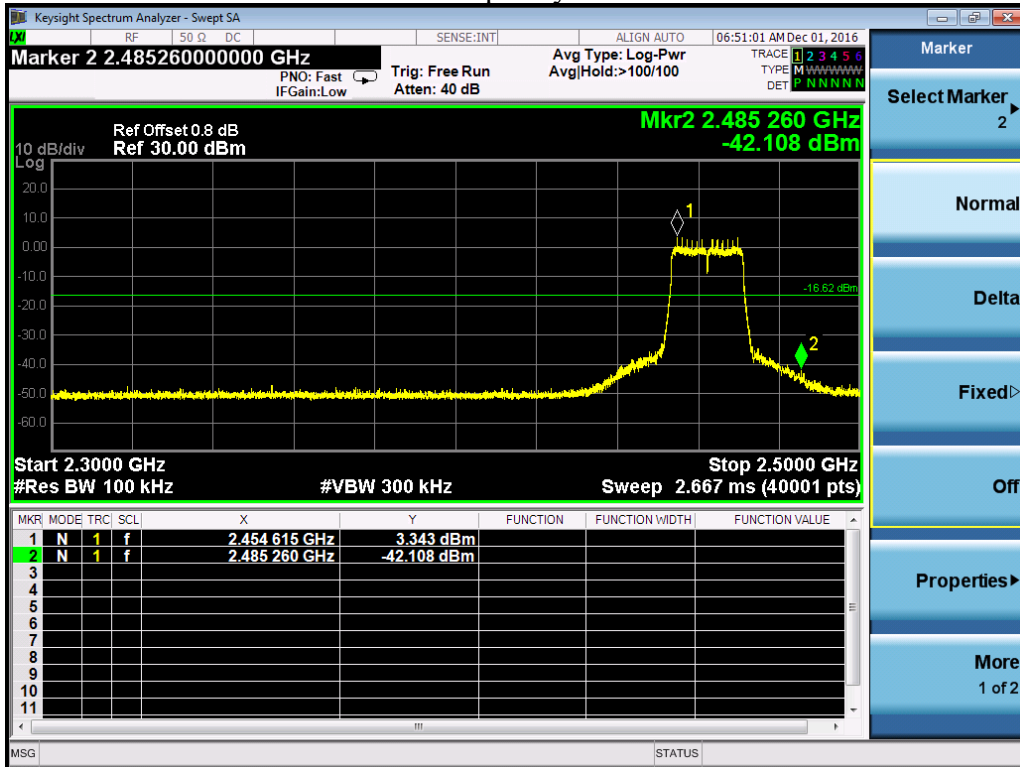 Keysight Spectrum Analyzer - Swept SA
LXI RF 50 Ω DC SENSE:INT ALIGN AUTO 06:51:01 AM Dec 01, 2016
Marker 2 2.485260000000 GHz
PNO: Fast
IFGain:Low
Trig: Free Run
Atten: 40 dB
Avg Type: Log-Pwr
Avg|Hold:>100/100
TRACE 1 2 3 4 5 6
TYPE M W W W W W
DET P N N N N N
Mkr2 2.485 260 GHz
-42.108 dBm
Ref Offset 0.8 dB
10 dB/div Ref 30.00 dBm
Log
20.0
10.0
0.00
-10.0
-20.0
-30.0
-40.0
-50.0
-60.0
1
-16.62 dBm
2
Start 2.3000 GHz Stop 2.5000 GHz
#Res BW 100 kHz #VBW 300 kHz Sweep 2.667 ms (40001 pts)
MKR MODE TRC SCL X Y FUNCTION FUNCTION WIDTH FUNCTION VALUE
1 N 1 f 2.454 615 GHz 3.343 dBm
2 N 1 f 2.485 260 GHz -42.108 dBm
3
4
5
6
7
8
9
10
11
MSG STATUS
Marker
Select Marker
2
Normal
Delta
Fixed
Off
Properties
More
1 of 2